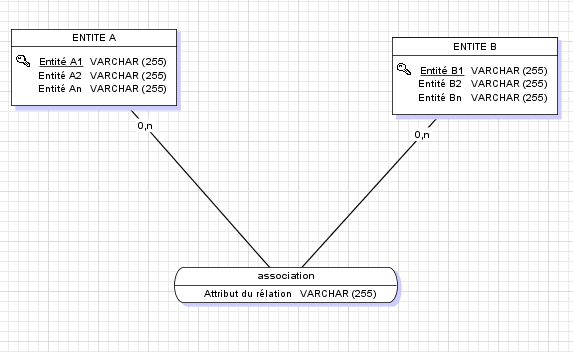 ENTITE A
Entité A1 VARCHAR (255)
Entité A2 VARCHAR (255)
Entité An VARCHAR (255)
0,n
ENTITE B
Entité B1 VARCHAR (255)
Entité B2 VARCHAR (255)
Entité Bn VARCHAR (255)
0,n
association
Attribut du rélation VARCHAR (255)